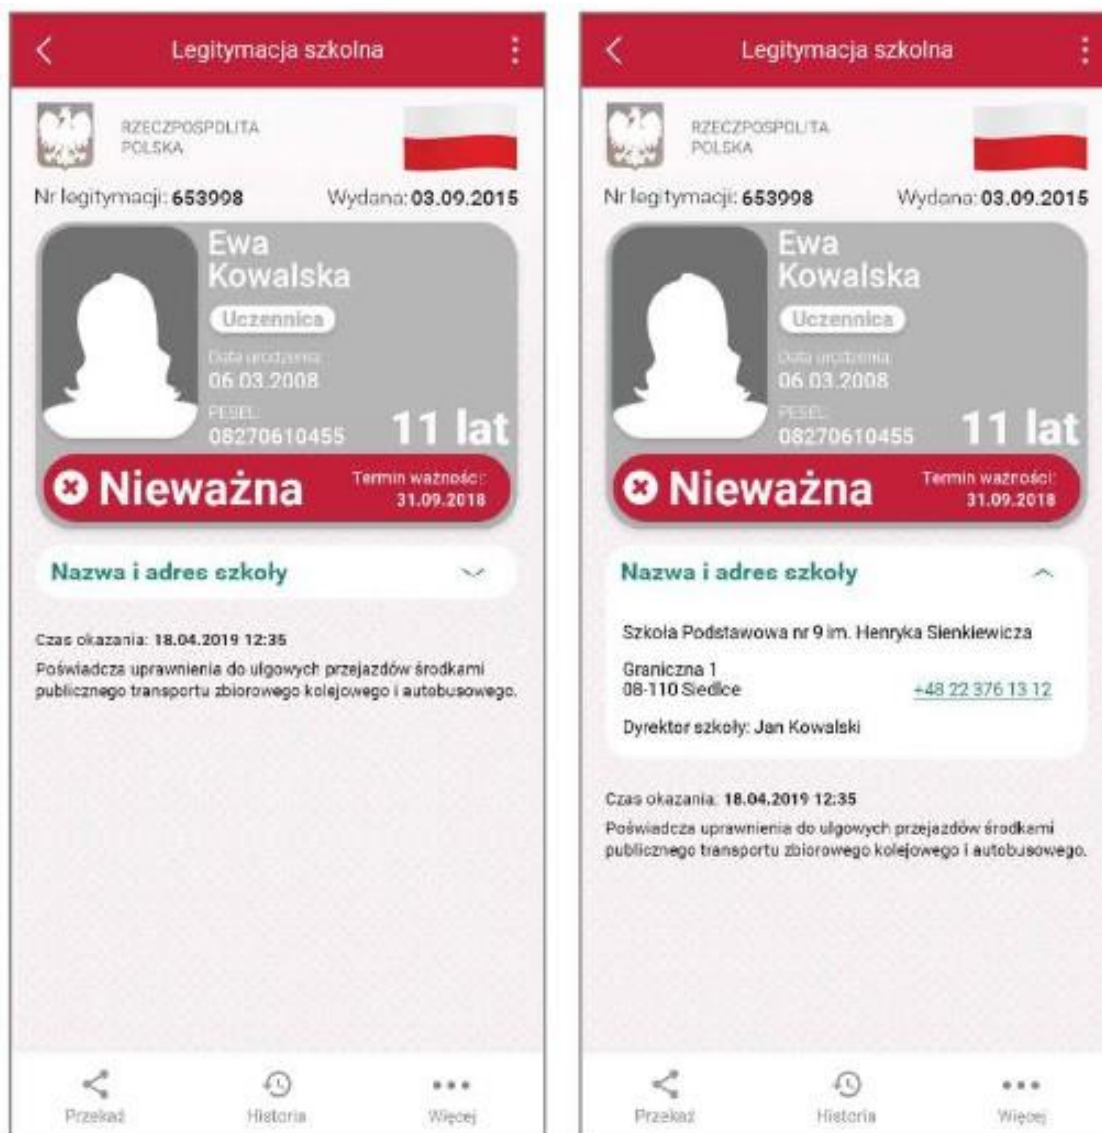 Legitymacja szkolna
RZECZPOSPOLITA
POLSKA
Nr legitymacji: 653998
Wydana: 03.09.2015
Ewa
Kowalska
Uczennica
Data urodzenia:
06.03.2008
PESEL:
08270610455
11 lat
Nieważna
Termin ważności:
31.09.2018
Nazwa i adres szkoły
Czas okazania: 18.04.2019 12:35
Poświadcza uprawnienia do ulgowych przejazdów środkami
publicznego transportu zbiorowego kolejowego i autobusowego.
Przekaż
Historia
Więcej
Legitymacja szkolna
RZECZPOSPOLITA
POLSKA
Nr legitymacji: 653998
Wydana: 03.09.2015
Ewa
Kowalska
Uczennica
Data urodzenia:
06.03.2008
PESEL:
08270610455
11 lat
Nieważna
Termin ważności:
31.09.2018
Nazwa i adres szkoły
Szkoła Podstawowa nr 9 im. Henryka Sienkiewicza
Graniczna 1
08-110 Siedlce
+48 22 376 13 12
Dyrektor szkoły: Jan Kowalski
Czas okazania: 18.04.2019 12:35
Poświadcza uprawnienia do ulgowych przejazdów środkami
publicznego transportu zbiorowego kolejowego i autobusowego.
Przekaż
Historia
Więcej